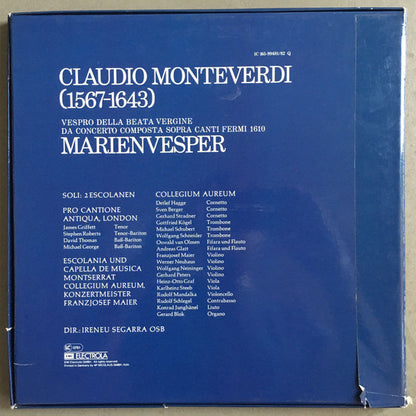 1C 165-99681/82 Q
CLAUDIO MONTEVERDI
(1567-1643)
VESPRO DELLA BEATA VERGINE
DA CONCERTO COMPOSTA SOPRA CANTI FERMI 1610
MARIENVESPER
SOLI: 2 ESCOLANEN
PRO CANTIONE
ANTIQUA, LONDON
James Griffett Tenor
Stephen Roberts Tenor-Bariton
David Thomas Baß-Bariton
Michael George Baß-Bariton
ESCOLANIA UND
CAPELLA DE MUSICA
MONTSERRAT
COLLEGIUM AUREUM,
KONZERTMEISTER
FRANZJOSEF MAIER
DIR: IRENEU SEGARRA OSB
COLLEGIUM AUREUM
Detlef Hagge Cornetto
Sven Berger Cornetto
Gerhard Stradner Cornetto
Gottfried Kögel Trombone
Michael Schubert Trombone
Wolfgang Schneider Trombone
Oswald van Olmen Fifara und Flauto
Andreas Glatt Fifara und Flauto
Franzjosef Maier Violino
Werner Neuhaus Violino
Wolfgang Neininger Violino
Gerhard Peters Violino
Heinz-Otto Graf Viola
Karlheinz Steeb Viola
Rudolf Mandalka Violoncello
Rudolf Schlegel Contrabasso
Konrad Junghänel Liuto
Gerard Blok Organo
EMI ELECTROLA